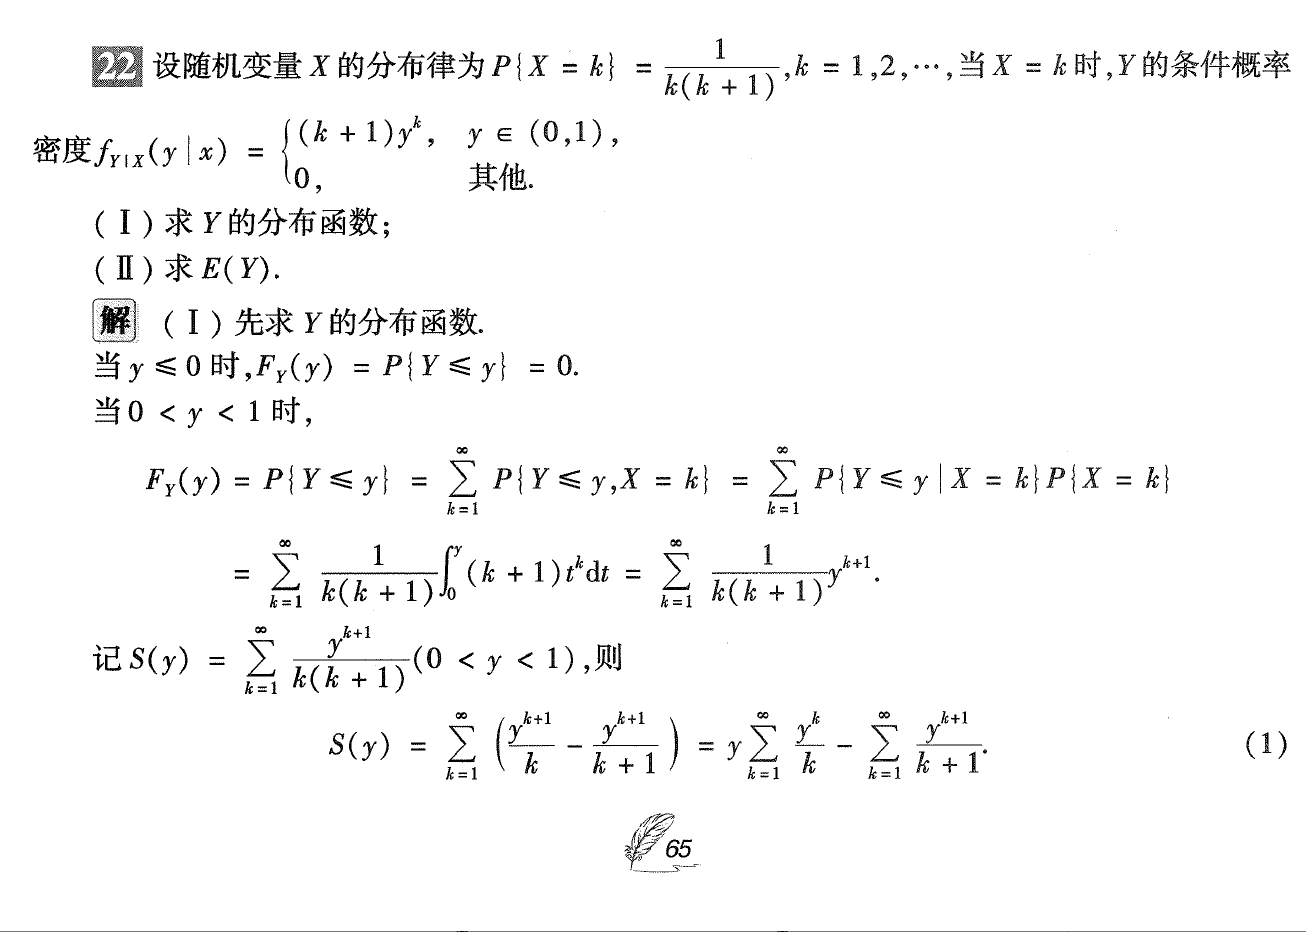 22 设随机变量 X 的分布律为 P{X = k} = 1/(k(k + 1)), k = 1,2,⋯,当 X = k 时,Y 的条件概率
密度 f_{Y|X}(y|x) = { (k + 1)y^k, y ∈ (0,1),
0, 其他.
(Ⅰ) 求 Y 的分布函数;
(Ⅱ) 求 E(Y).
解 (Ⅰ) 先求 Y 的分布函数.
当 y ⩽ 0 时, F_Y(y) = P{Y ⩽ y} = 0.
当 0 < y < 1 时,
F_Y(y) = P{Y ⩽ y} = ∑_{k=1}^{∞} P{Y ⩽ y, X = k} = ∑_{k=1}^{∞} P{Y ⩽ y | X = k}P{X = k}
= ∑_{k=1}^{∞} 1/(k(k + 1)) ∫_0^y (k + 1)t^k dt = ∑_{k=1}^{∞} 1/(k(k + 1)) y^{k+1}.
记 S(y) = ∑_{k=1}^{∞} y^{k+1}/(k(k + 1)) (0 < y < 1), 则
S(y) = ∑_{k=1}^{∞} (y^{k+1}/k − y^{k+1}/(k + 1)) = y∑_{k=1}^{∞} y^k/k − ∑_{k=1}^{∞} y^{k+1}/(k + 1). (1)
65